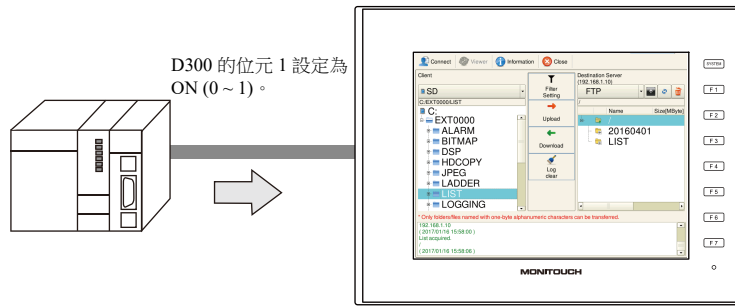 D300 的位元 1 設定為
ON (0 ~ 1)。
Connect Viewer Information Close
Client
SD
C/EXT0000/LIST
C:
EXT0000
ALARM
BITMAP
DSP
HDCOPY
JPEG
LADDER
LIST
LOGGING
Filter
Setting
Upload
Download
Log
clear
Destination Server
(192.168.1.10)
FTP
/
Name Size(MByte)
/
20160401
LIST
* Only folders/files named with one-byte alphenumeric characters can be transferred.
192.168.1.10
( 2017/01/16 15:58:00 )
List acquired.
/
( 2017/01/16 15:58:06 )
MONITOUCH
SYSTEM
F 1
F 2
F 3
F 4
F 5
F 6
F 7